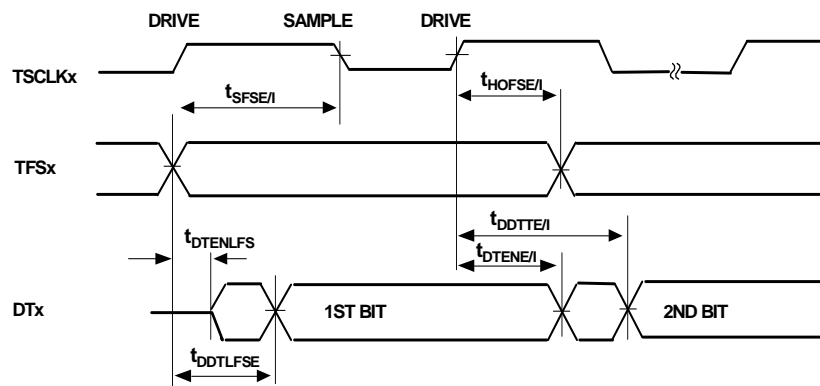 DRIVE SAMPLE DRIVE
TSCLKx
tSFSE/I tHOFSE/I
TFSx
tDDTTE/I
tDTENLFS tDTENE/I
DTx 1ST BIT 2ND BIT
tDDTLFSE